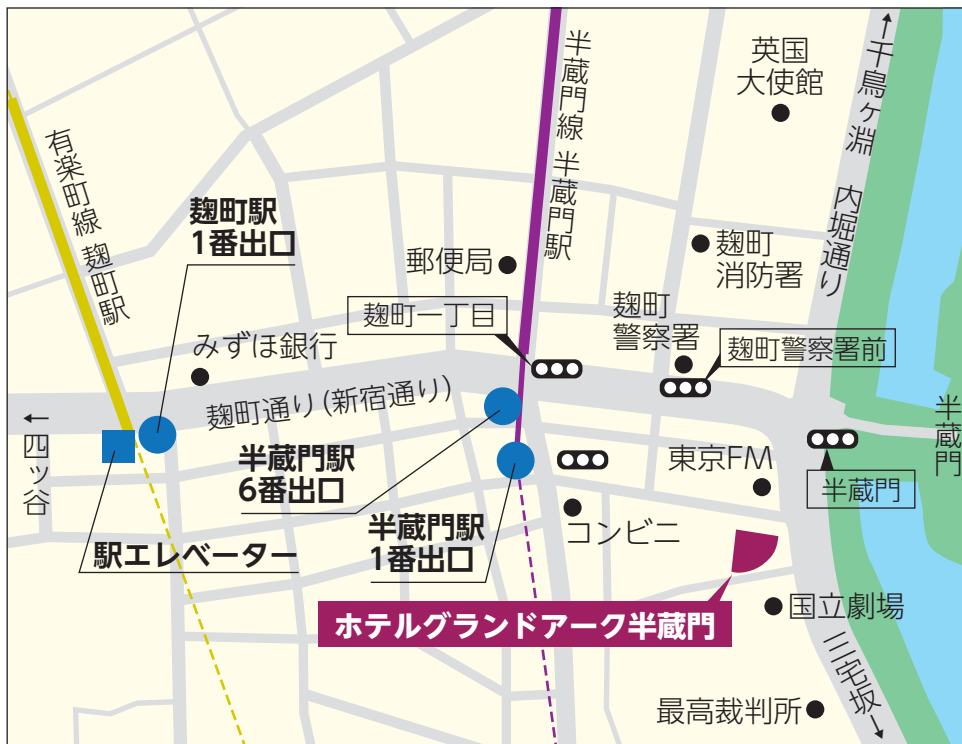 英国
大使館
千鳥ヶ淵
内堀通り
半蔵門線 半蔵門駅
有楽町線 麹町駅
麹町駅
1番出口
郵便局
麹町
消防署
麹町一丁目
麹町
警察署
麹町警察署前
みずほ銀行
麹町通り(新宿通り)
四ッ谷
半蔵門駅
6番出口
東京FM
半蔵門
半蔵門
半蔵門駅
1番出口
コンビニ
駅エレベーター
ホテルグランドアーク半蔵門
国立劇場
三宅坂
最高裁判所